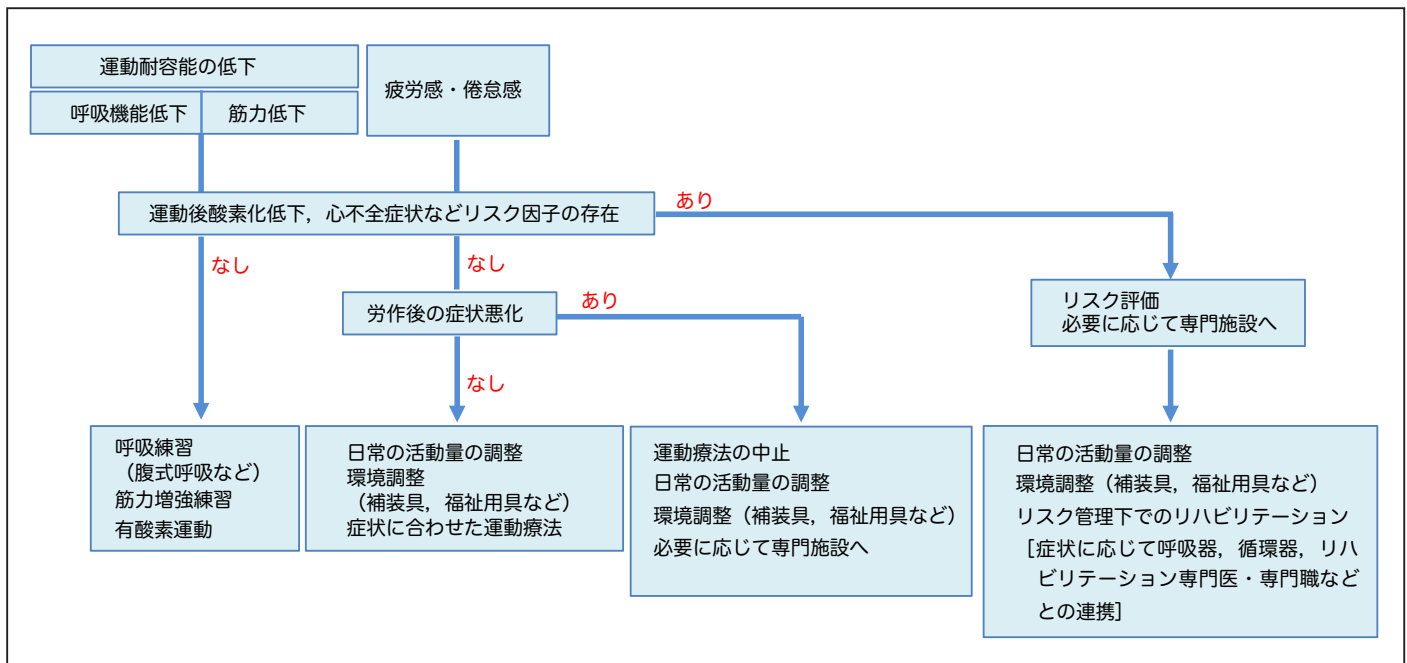 運動耐容能の低下
呼吸機能低下
筋力低下
疲労感・倦怠感
運動後酸素化低下，心不全症状などリスク因子の存在
あり
なし
なし
労作後の症状悪化
あり
リスク評価
必要に応じて専門施設へ
なし
呼吸練習
（腹式呼吸など）
筋力増強練習
有酸素運動
日常の活動量の調整
環境調整
（補装具，福祉用具など）
症状に合わせた運動療法
運動療法の中止
日常の活動量の調整
環境調整（補装具，福祉用具など）
必要に応じて専門施設へ
日常の活動量の調整
環境調整（補装具，福祉用具など）
リスク管理下でのリハビリテーション
［症状に応じて呼吸器，循環器，リハ
ビリテーション専門医・専門職など
との連携］